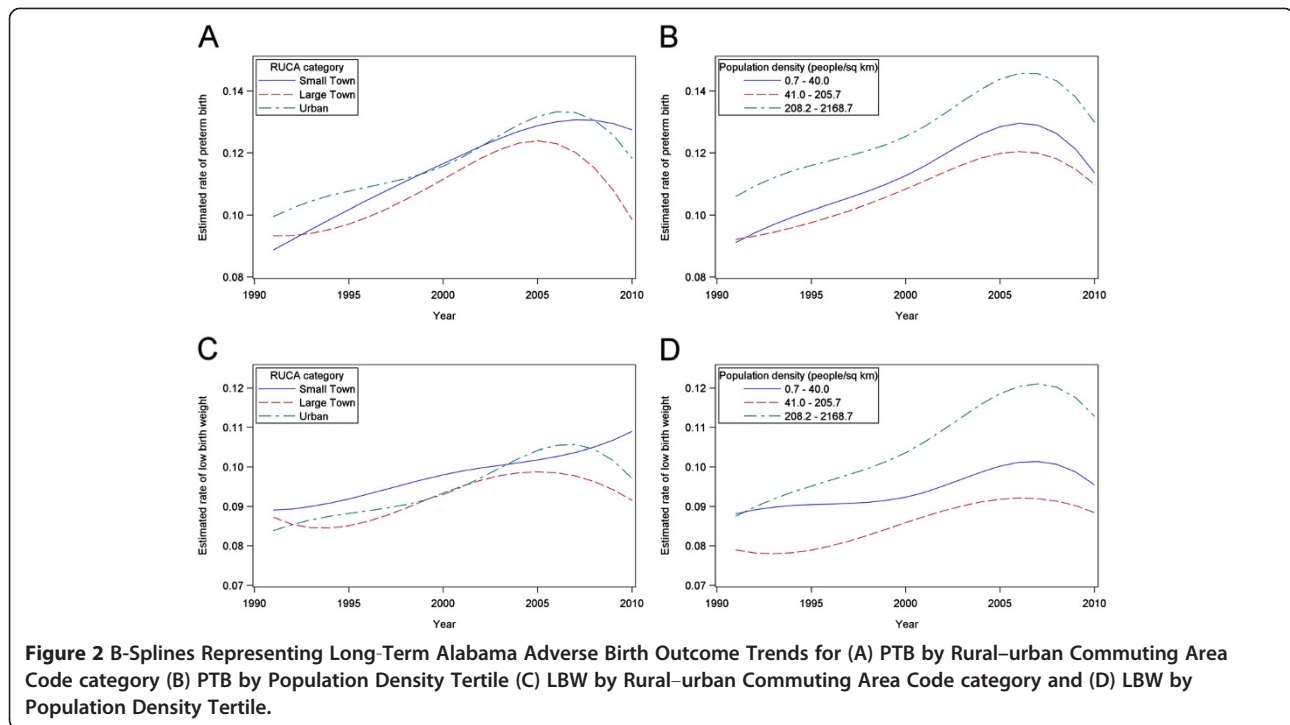 A
RUCA category
Small Town
Large Town
Urban
Estimated rate of preterm birth
0.14
0.12
0.10
0.08
1990 1995 2000 2005 2010
Year
B
Population density (people/sq km)
0.7 - 40.0
41.0 - 205.7
208.2 - 2168.7
Estimated rate of preterm birth
0.14
0.12
0.10
0.08
1990 1995 2000 2005 2010
Year
C
RUCA category
Small Town
Large Town
Urban
Estimated rate of low birth weight
0.12
0.11
0.10
0.09
0.08
0.07
1990 1995 2000 2005 2010
Year
D
Population density (people/sq km)
0.7 - 40.0
41.0 - 205.7
208.2 - 2168.7
Estimated rate of low birth weight
0.12
0.11
0.10
0.09
0.08
0.07
1990 1995 2000 2005 2010
Year
Figure 2 B-Splines Representing Long-Term Alabama Adverse Birth Outcome Trends for (A) PTB by Rural–urban Commuting Area
Code category (B) PTB by Population Density Tertile (C) LBW by Rural–urban Commuting Area Code category and (D) LBW by
Population Density Tertile.